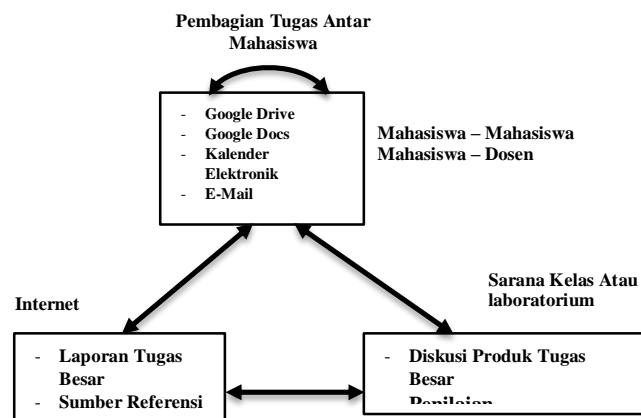 Pembagian Tugas Antar
Mahasiswa
- Google Drive
- Google Docs
- Kalender
Elektronik
- E-Mail
Mahasiswa – Mahasiswa
Mahasiswa – Dosen
Internet
Sarana Kelas Atau
laboratorium
- Laporan Tugas
Besar
- Sumber Referensi
- Diskusi Produk Tugas
Besar
Penilaian